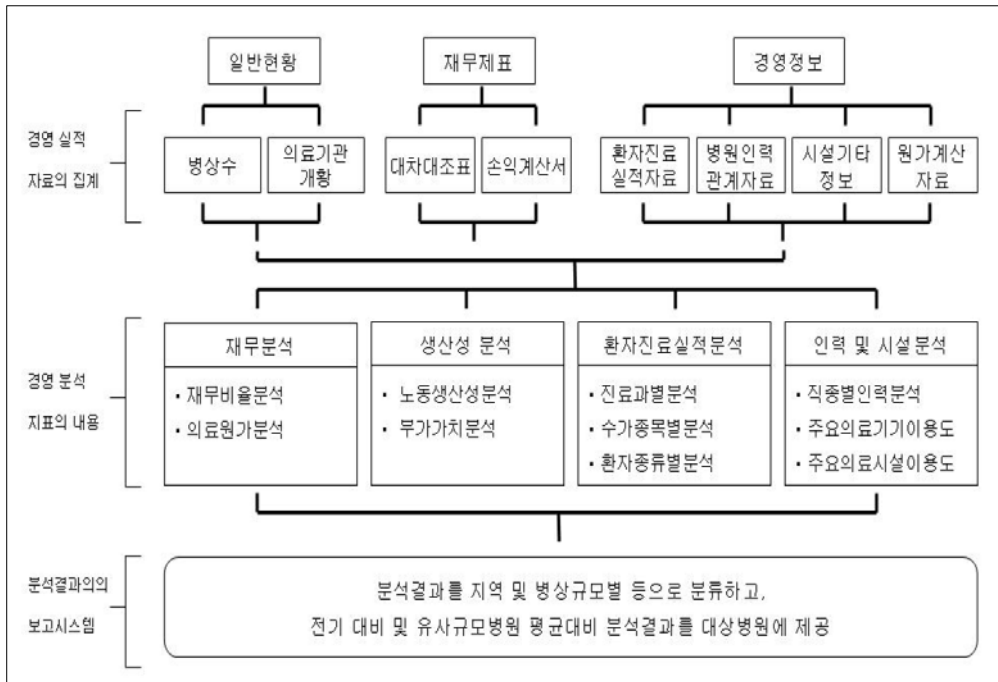 일반현황
재무제표
경영정보
경영 실적
자료의 집계
병상수
의료기관
개황
대차대조표
손익계산서
환자진료
실적자료
병원인력
관계자료
시설기타
정보
원가계산
자료
경영 분석
지표의 내용
재무분석
· 재무비율분석
· 의료원가분석
생산성 분석
· 노동생산성분석
· 부가가치분석
환자진료실적분석
· 진료과별분석
· 수가종목별분석
· 환자종류별분석
인력 및 시설분석
· 직종별인력분석
· 주요의료기기이용도
· 주요의료시설이용도
분석결과의의
보고시스템
분석결과를 지역 및 병상규모별 등으로 분류하고,
전기 대비 및 유사규모병원 평균대비 분석결과를 대상병원에 제공